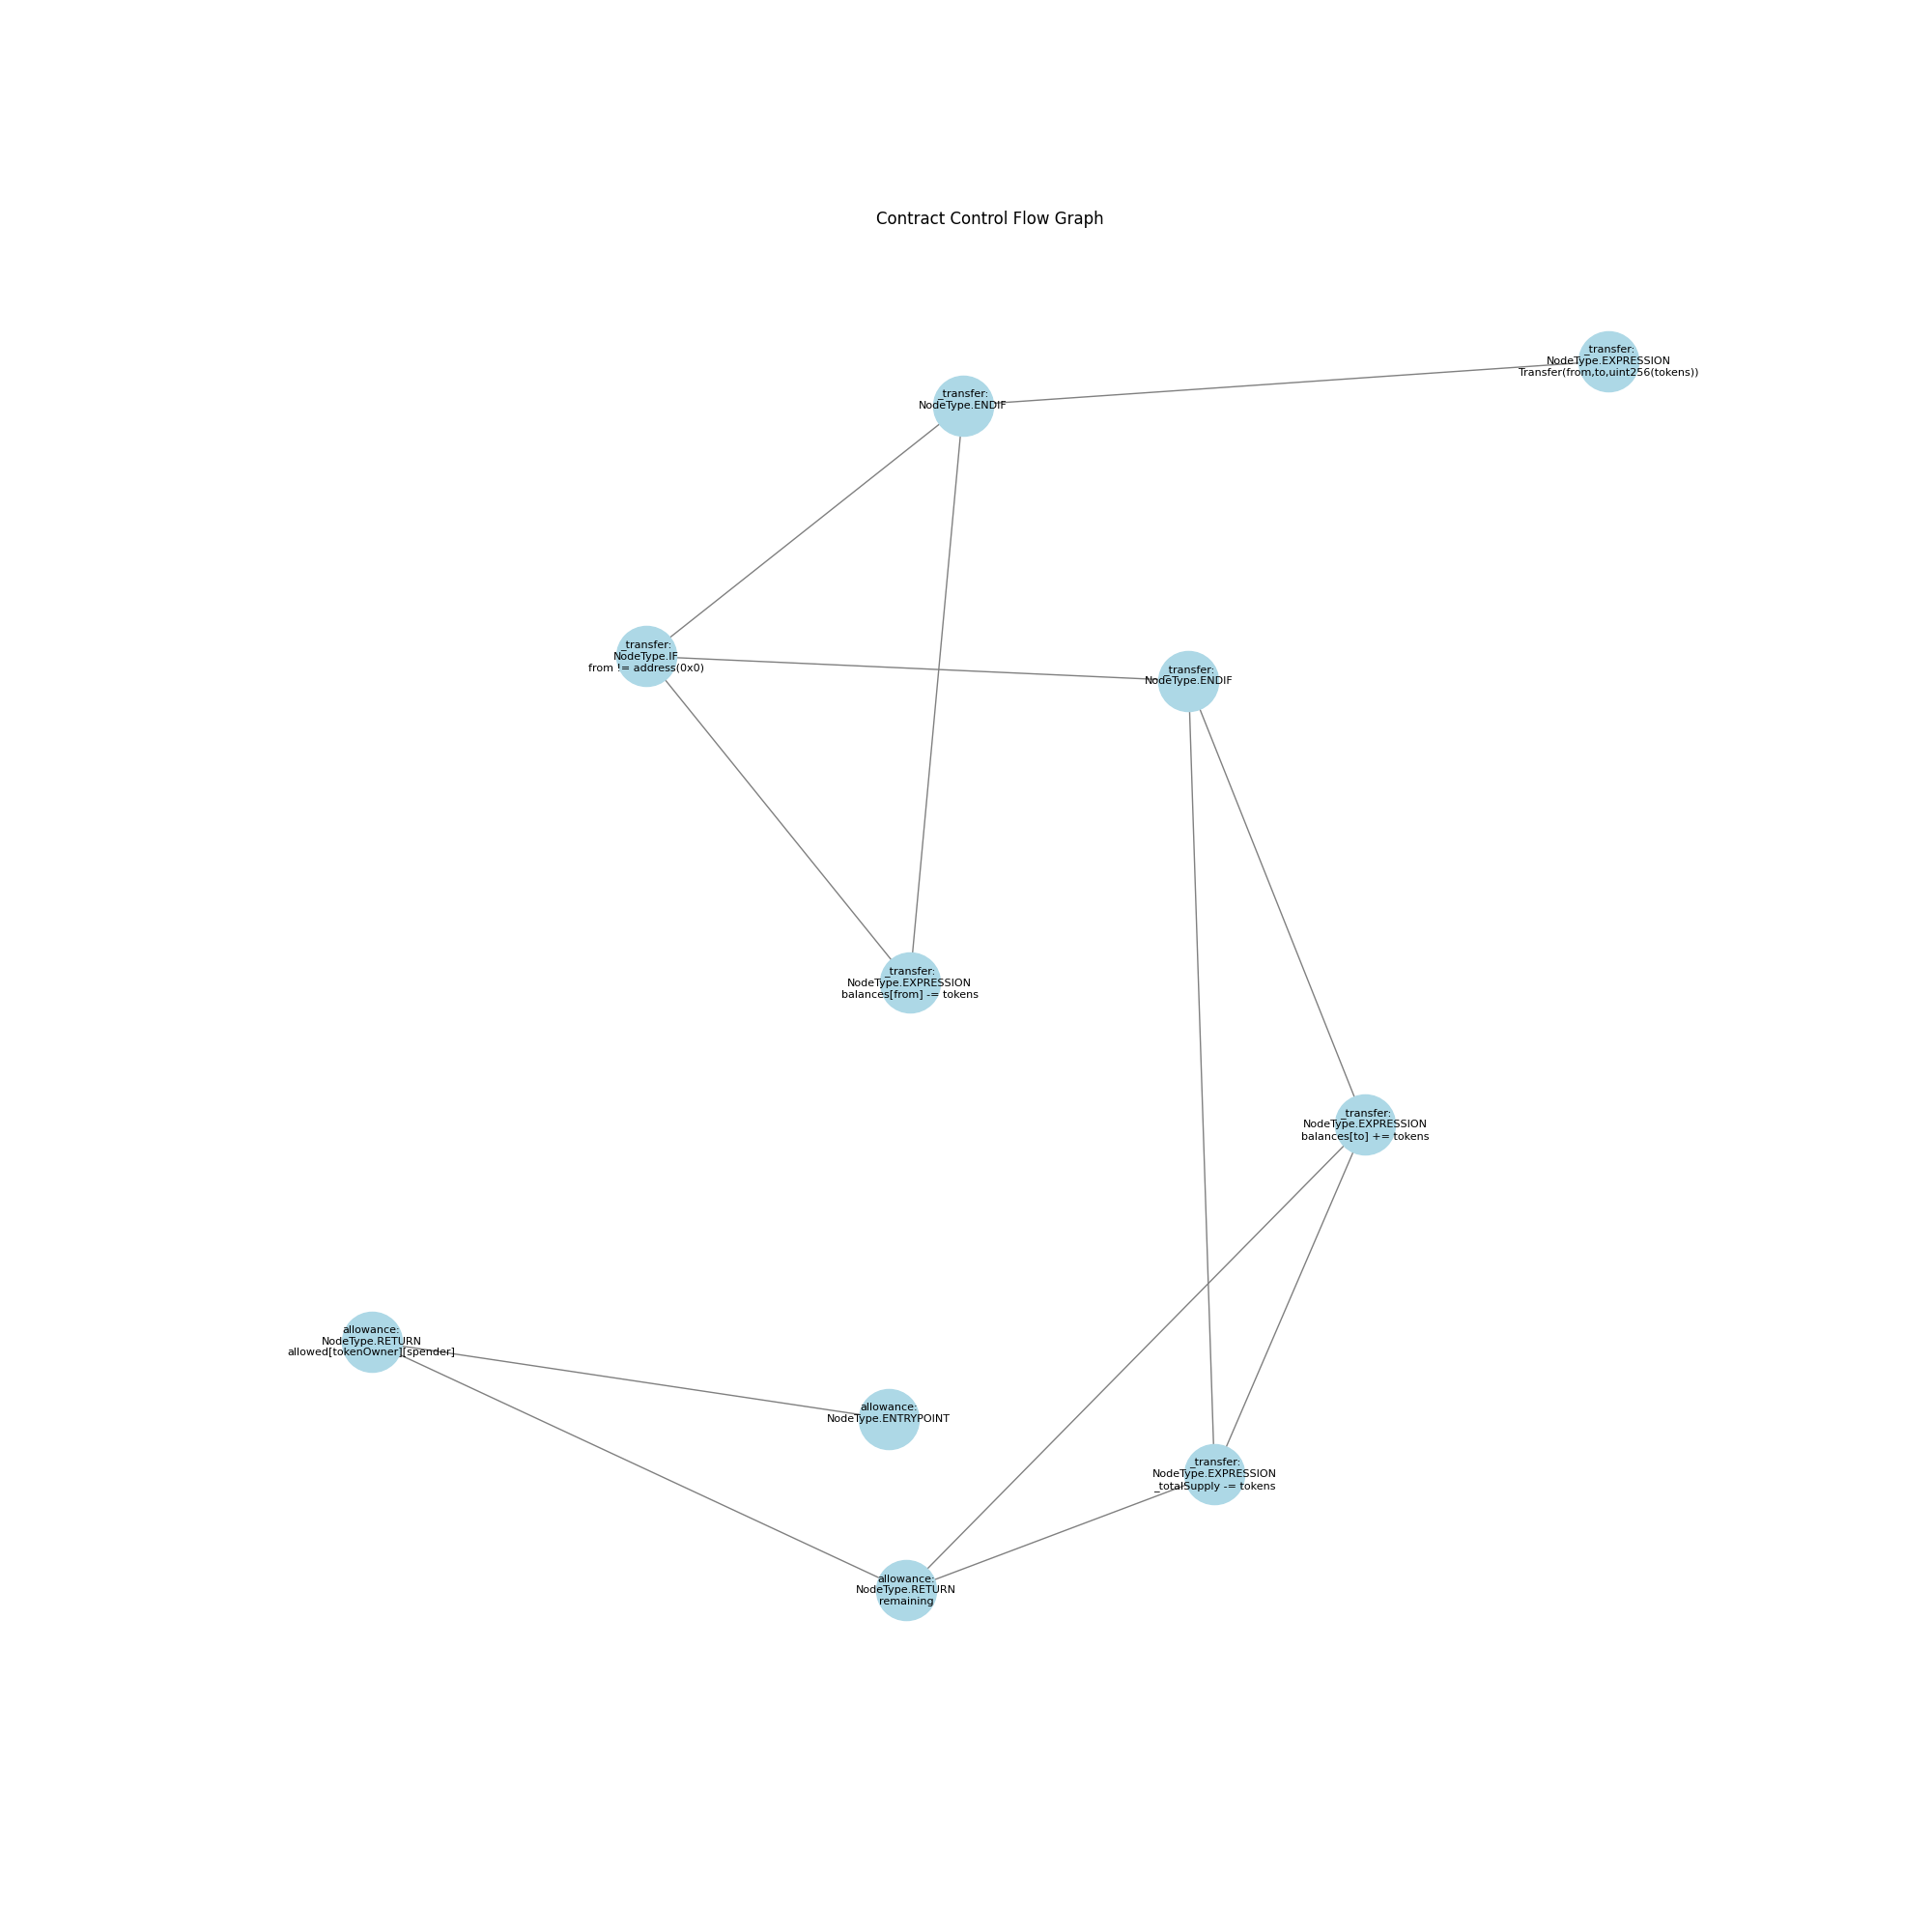 Contract Control Flow Graph
_transfer:
NodeType.EXPRESSION
Transfer(from,to,uint256(tokens))
_transfer:
NodeType.ENDIF
_transfer:
NodeType.IF
from != address(0x0)
_transfer:
NodeType.ENDIF
_transfer:
NodeType.EXPRESSION
balances[from] -= tokens
_transfer:
NodeType.EXPRESSION
balances[to] += tokens
allowance:
NodeType.RETURN
allowed[tokenOwner][spender]
allowance:
NodeType.ENTRYPOINT
_transfer:
NodeType.EXPRESSION
_totalSupply -= tokens
allowance:
NodeType.RETURN
remaining